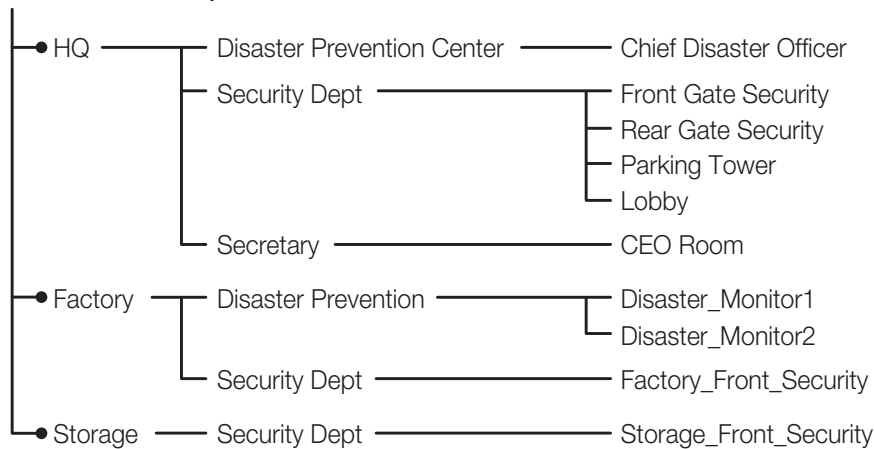 HQ Disaster Prevention Center Chief Disaster Officer
Security Dept Front Gate Security
Rear Gate Security
Parking Tower
Lobby
Secretary CEO Room
Factory Disaster Prevention Disaster_Monitor1
Disaster_Monitor2
Security Dept Factory_Front_Security
Storage Security Dept Storage_Front_Security